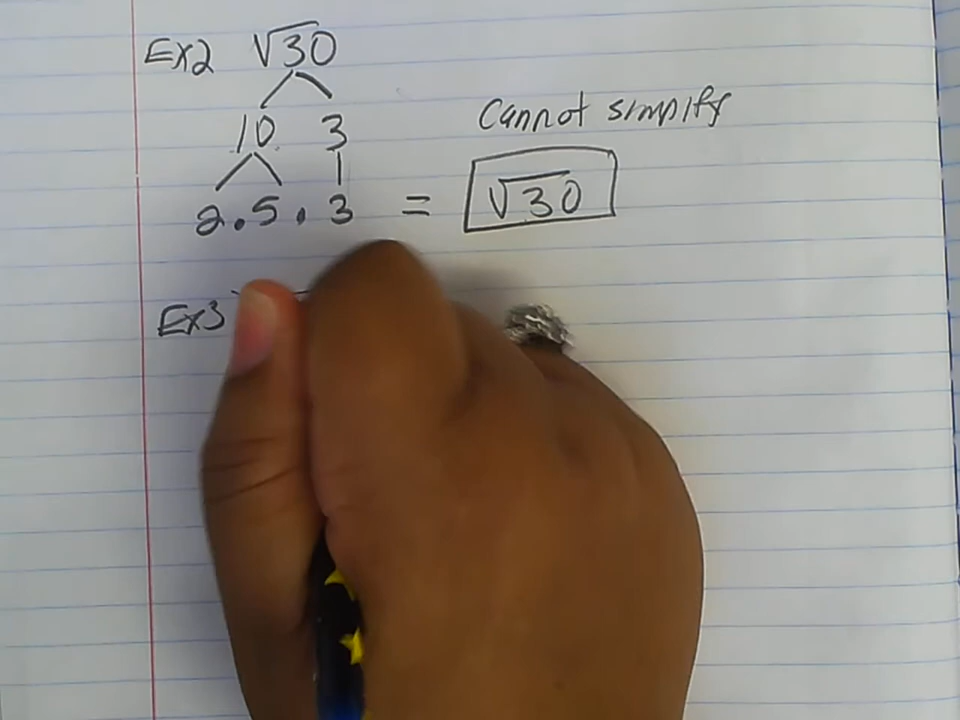 Ex2 √30
10 3
Cannot simplify
2.5.3 = √30
Ex3